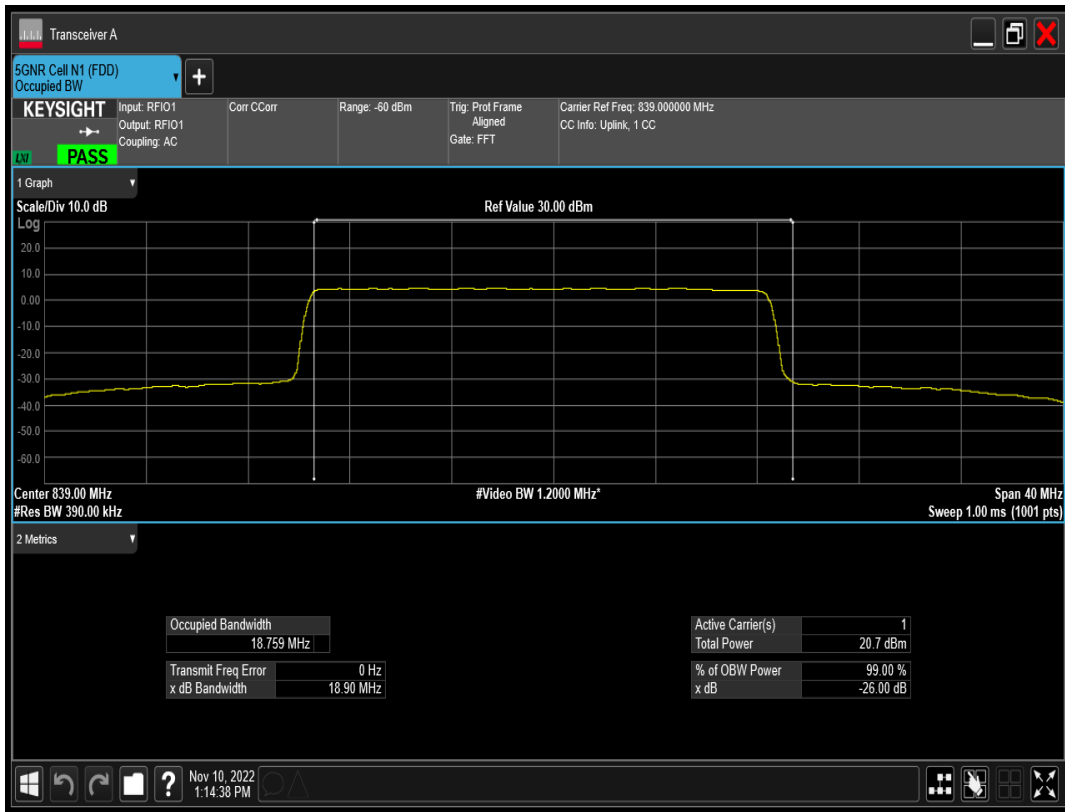 Transceiver A
5GNR Cell N1 (FDD)
Occupied BW
KEYSIGHT
LXI
PASS
Input: RFIO1
Output: RFIO1
Coupling: AC
Corr CCorr
Range: -60 dBm
Trig: Prot Frame
Aligned
Gate: FFT
Carrier Ref Freq: 839.000000 MHz
CC Info: Uplink, 1 CC
1 Graph
Scale/Div 10.0 dB
Ref Value 30.00 dBm
Log
20.0
10.0
0.00
-10.0
-20.0
-30.0
-40.0
-50.0
-60.0
Center 839.00 MHz
#Video BW 1.2000 MHz*
Span 40 MHz
#Res BW 390.00 kHz
Sweep 1.00 ms (1001 pts)
2 Metrics
Occupied Bandwidth
18.759 MHz
Transmit Freq Error 0 Hz
x dB Bandwidth 18.90 MHz
Active Carrier(s) 1
Total Power 20.7 dBm
% of OBW Power 99.00 %
x dB -26.00 dB
?
Nov 10, 2022
1:14:38 PM